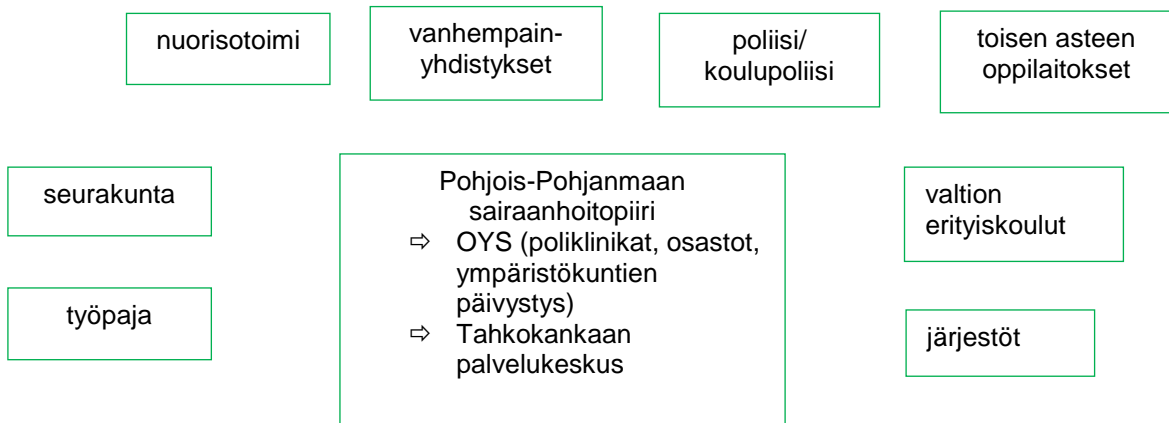 nuorisotoimi
vanhempain-
yhdistykset
poliisi/
koulupoliisi
toisen asteen
oppilaitokset
seurakunta
Pohjois-Pohjanmaan
sairaanhoitopiiri
⇨ OYS (poliklinikat, osastot,
ympäristökuntien
päivystys)
⇨ Tahkokankaan
palvelukeskus
valtion
erityiskoulut
työpaja
järjestöt